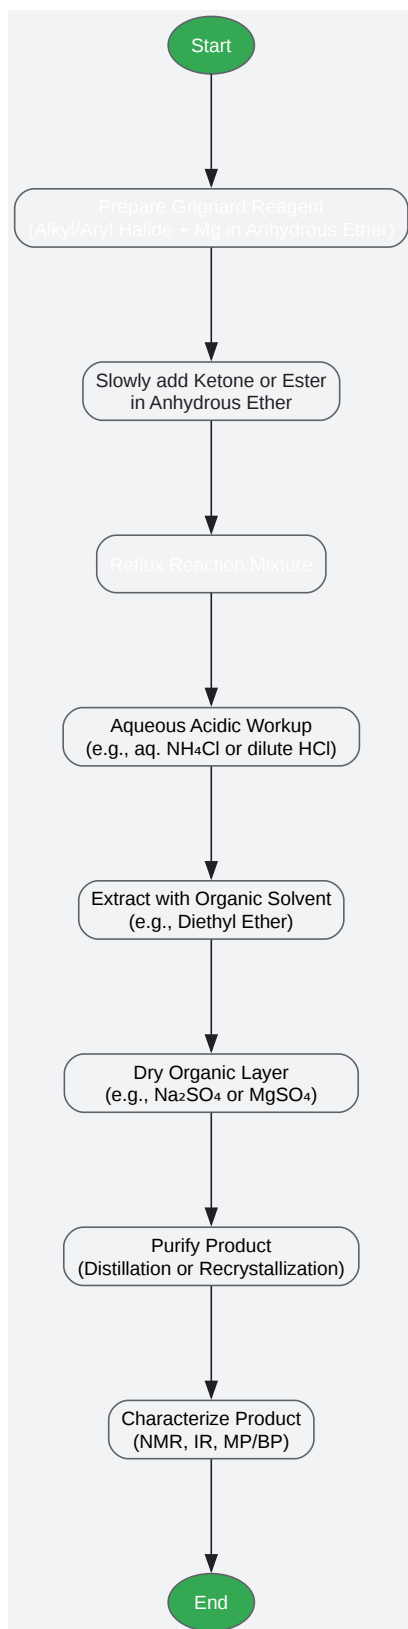 Start
Prepare Grignard Reagent
(Alkyl/Aryl Halide + Mg in Anhydrous Ether)
Slowly add Ketone or Ester
in Anhydrous Ether
Reflux Reaction Mixture
Aqueous Acidic Workup
(e.g., aq. NH₄Cl or dilute HCl)
Extract with Organic Solvent
(e.g., Diethyl Ether)
Dry Organic Layer
(e.g., Na₂SO₄ or MgSO₄)
Purify Product
(Distillation or Recrystallization)
Characterize Product
(NMR, IR, MP/BP)
End